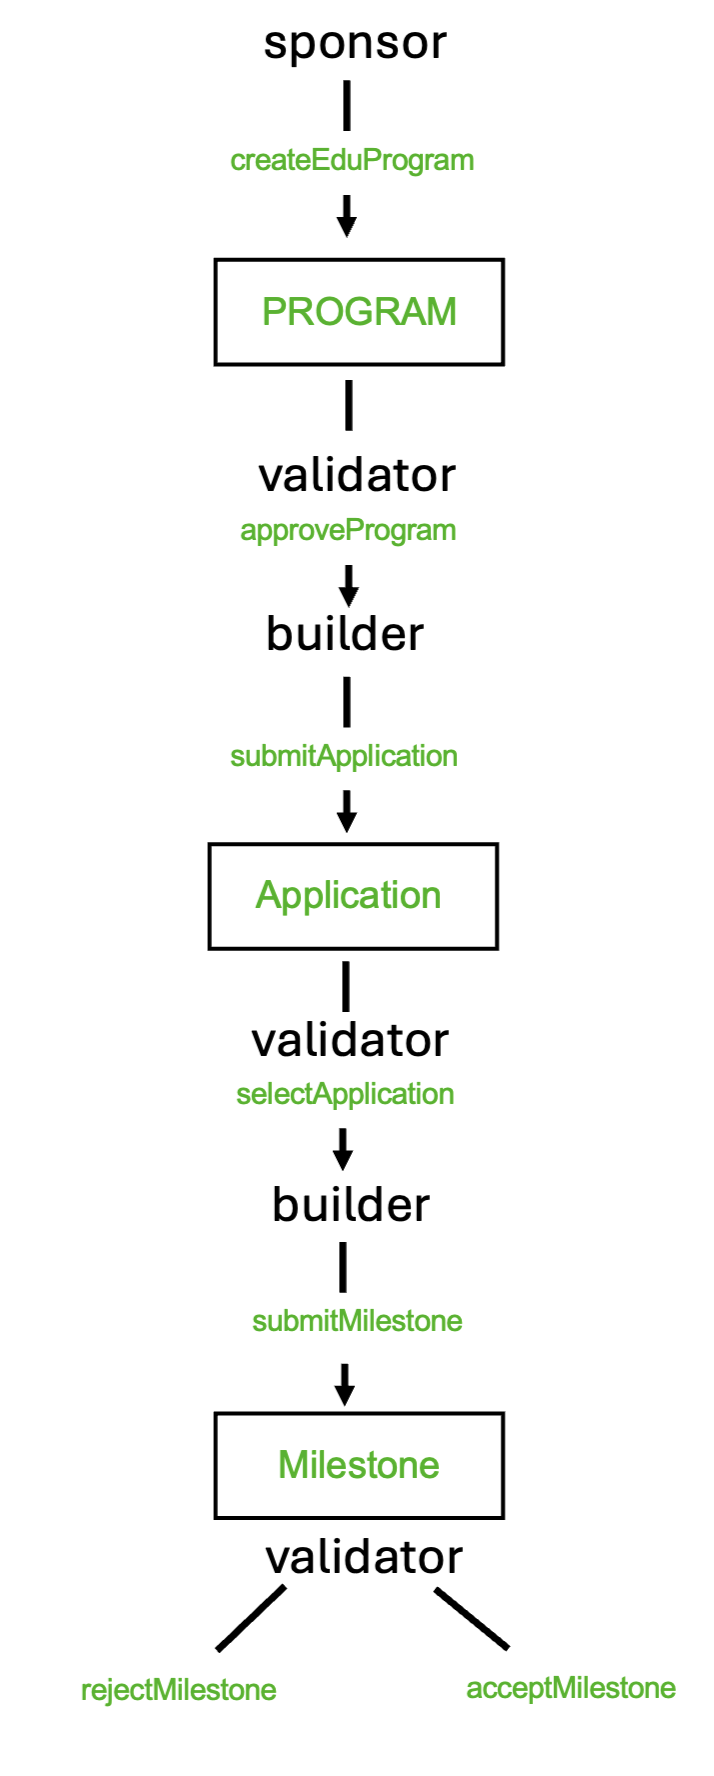 sponsor
createEduProgram
PROGRAM
validator
approveProgram
builder
submitApplication
Application
validator
selectApplication
builder
submitMilestone
Milestone
validator
rejectMilestone
acceptMilestone